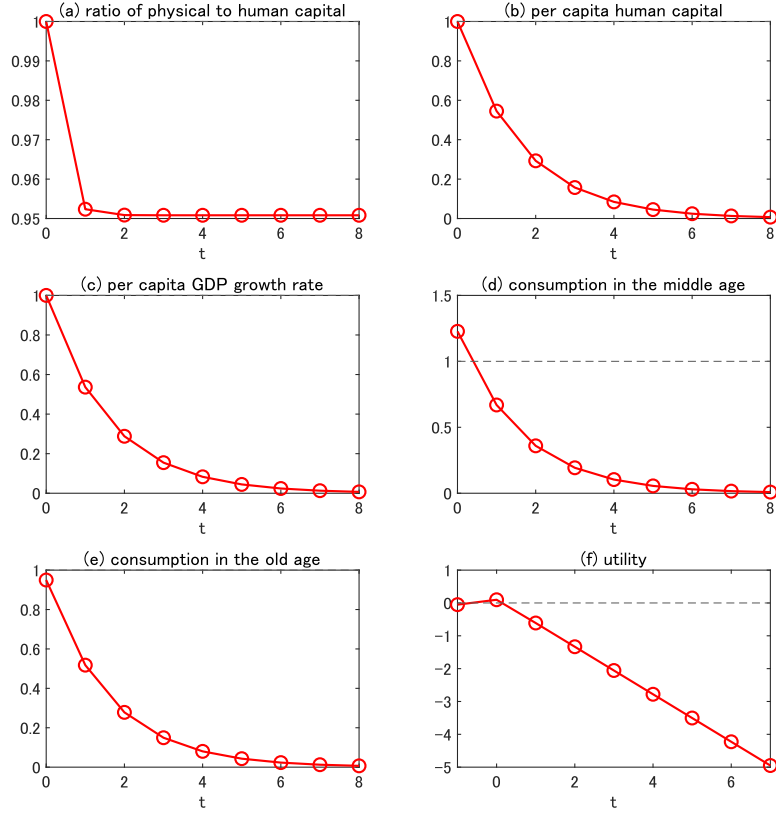 (a) ratio of physical to human capital
1
0.99
0.98
0.97
0.96
0.95
0 2 4 6 8
t
(b) per capita human capital
1
0.8
0.6
0.4
0.2
0
0 2 4 6 8
t
(c) per capita GDP growth rate
1
0.8
0.6
0.4
0.2
0
0 2 4 6 8
t
(d) consumption in the middle age
1.5
1
0.5
0
0 2 4 6 8
t
(e) consumption in the old age
1
0.8
0.6
0.4
0.2
0
0 2 4 6 8
t
(f) utility
1
0
-1
-2
-3
-4
-5
0 2 4 6
t